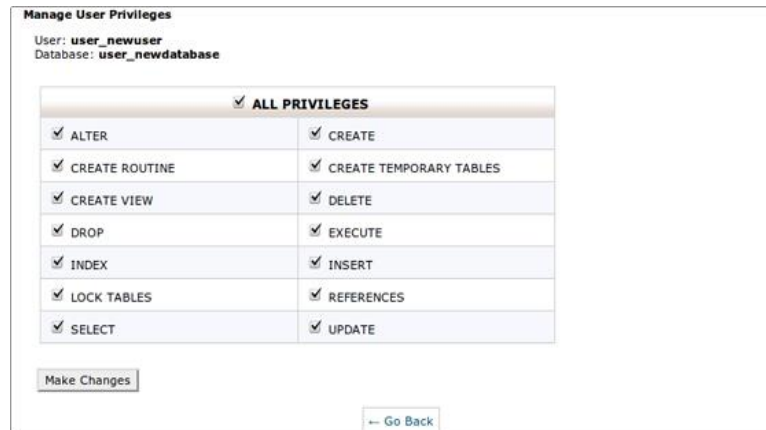 Manage User Privileges
User: user_newuser
Database: user_newdatabase
ALL PRIVILEGES
ALTER
CREATE
CREATE ROUTINE
CREATE TEMPORARY TABLES
CREATE VIEW
DELETE
DROP
EXECUTE
INDEX
INSERT
LOCK TABLES
REFERENCES
SELECT
UPDATE
Make Changes
← Go Back